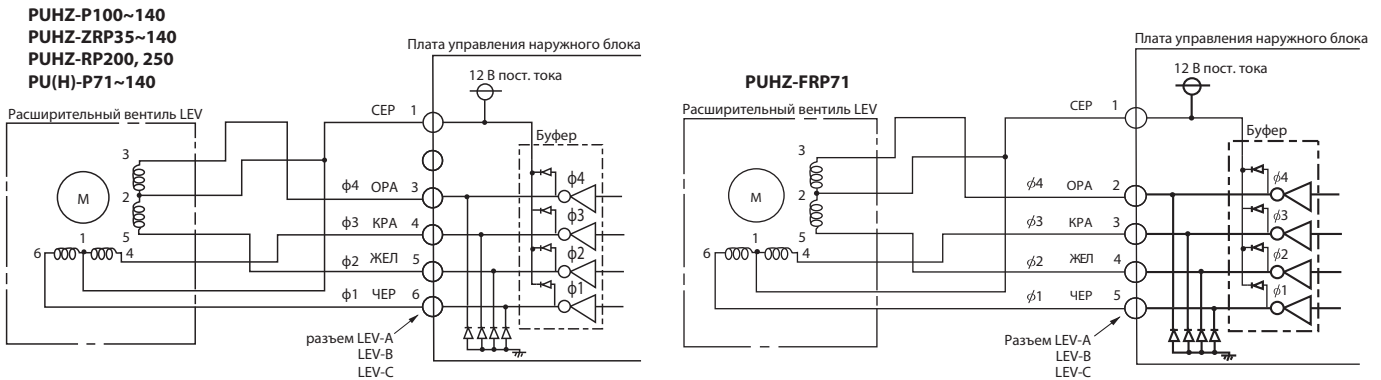 PUHZ-P100~140
PUHZ-ZRP35~140
PUHZ-RP200, 250
PU(H)-P71~140
Плата управления наружного блока
12 В пост. тока
Расширительный вентиль LEV
СЕР 1
Буфер
3
M
2
ϕ4 ОРА 3
ϕ4
ϕ3 КРА 4
ϕ3
1
5
6
4
ϕ2 ЖЕЛ 5
ϕ2
ϕ1 ЧЕР 6
ϕ1
разъем LEV-A
LEV-B
LEV-C
PUHZ-FRP71
Плата управления наружного блока
12 В пост. тока
Расширительный вентиль LEV
СЕР 1
Буфер
3
M
2
ϕ4 ОРА 2
ϕ4
ϕ3 КРА 3
ϕ3
1
5
6
4
ϕ2 ЖЕЛ 4
ϕ2
ϕ1 ЧЕР 5
ϕ1
Разъем LEV-A
LEV-B
LEV-C